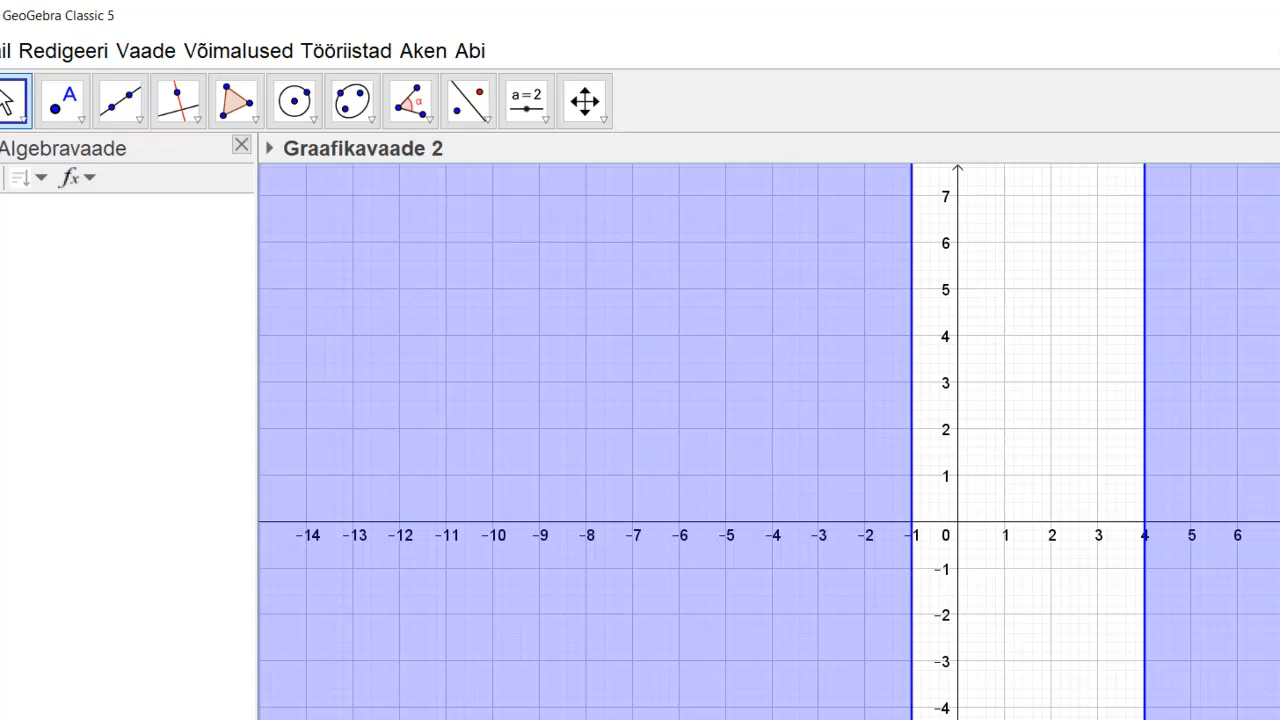 GeoGebra Classic 5
il Redigeeri Vaade Võimalused Tööriistad Aken Abi
A
α
a=2
Algebravaade
Graafikavaade 2
fx
7
6
5
4
3
2
1
−14 −13 −12 −11 −10 −9 −8 −7 −6 −5 −4 −3 −2 −1 0 1 2 3 4 5 6
−1
−2
−3
−4